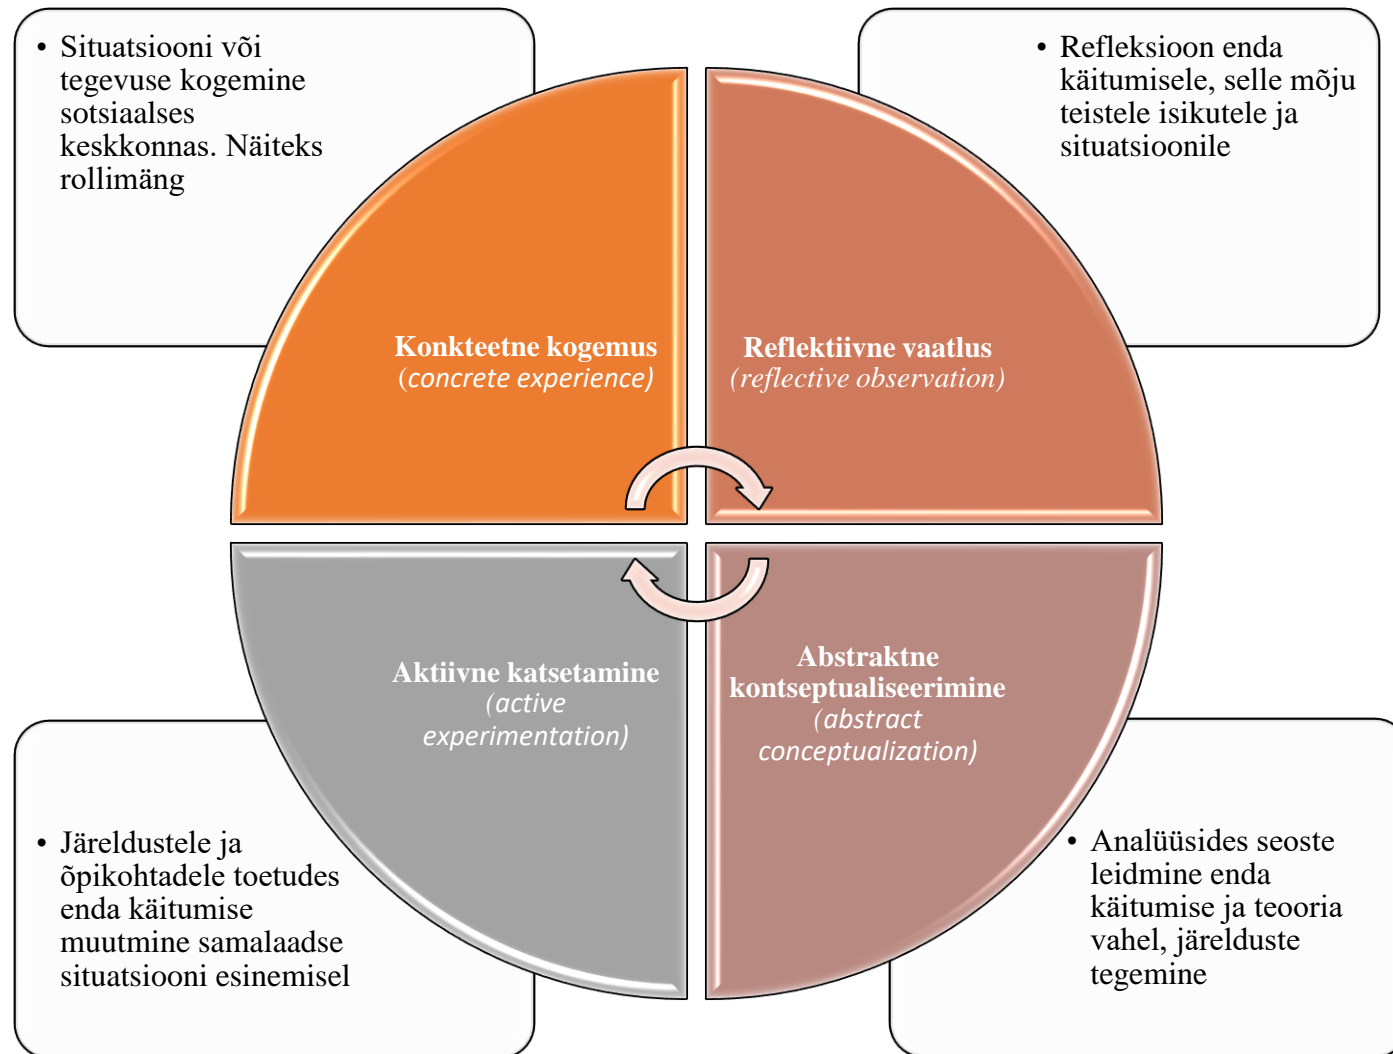 • Situatsiooni või
tegevuse kogemine
sotsiaalses
keskkonnas. Näiteks
rollimäng
• Refleksioon enda
käitumisele, selle mõju
teistele isikutele ja
situatsioonile
Konkteetne kogemus
(concrete experience)
Reflektiivne vaatlus
(reflective observation)
Aktiivne katsetamine
(active
experimentation)
Abstraktne
kontseptualiseerimine
(abstract
conceptualization)
• Järeldustele ja
õpikohtadele toetudes
enda käitumise
muutmine samalaadse
situatsiooni esinemisel
• Analüüsides seoste
leidmine enda
käitumise ja teooria
vahel, järelduste
tegemine